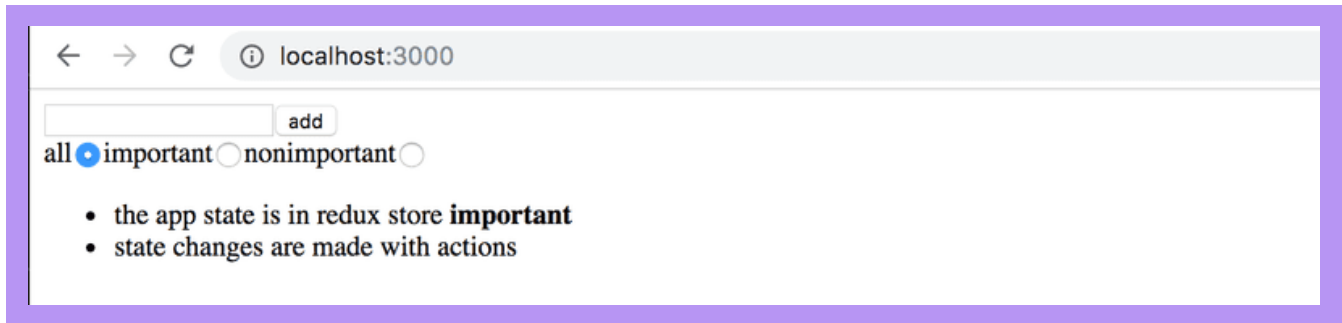 localhost:3000
add
all important nonimportant
the app state is in redux store important
state changes are made with actions